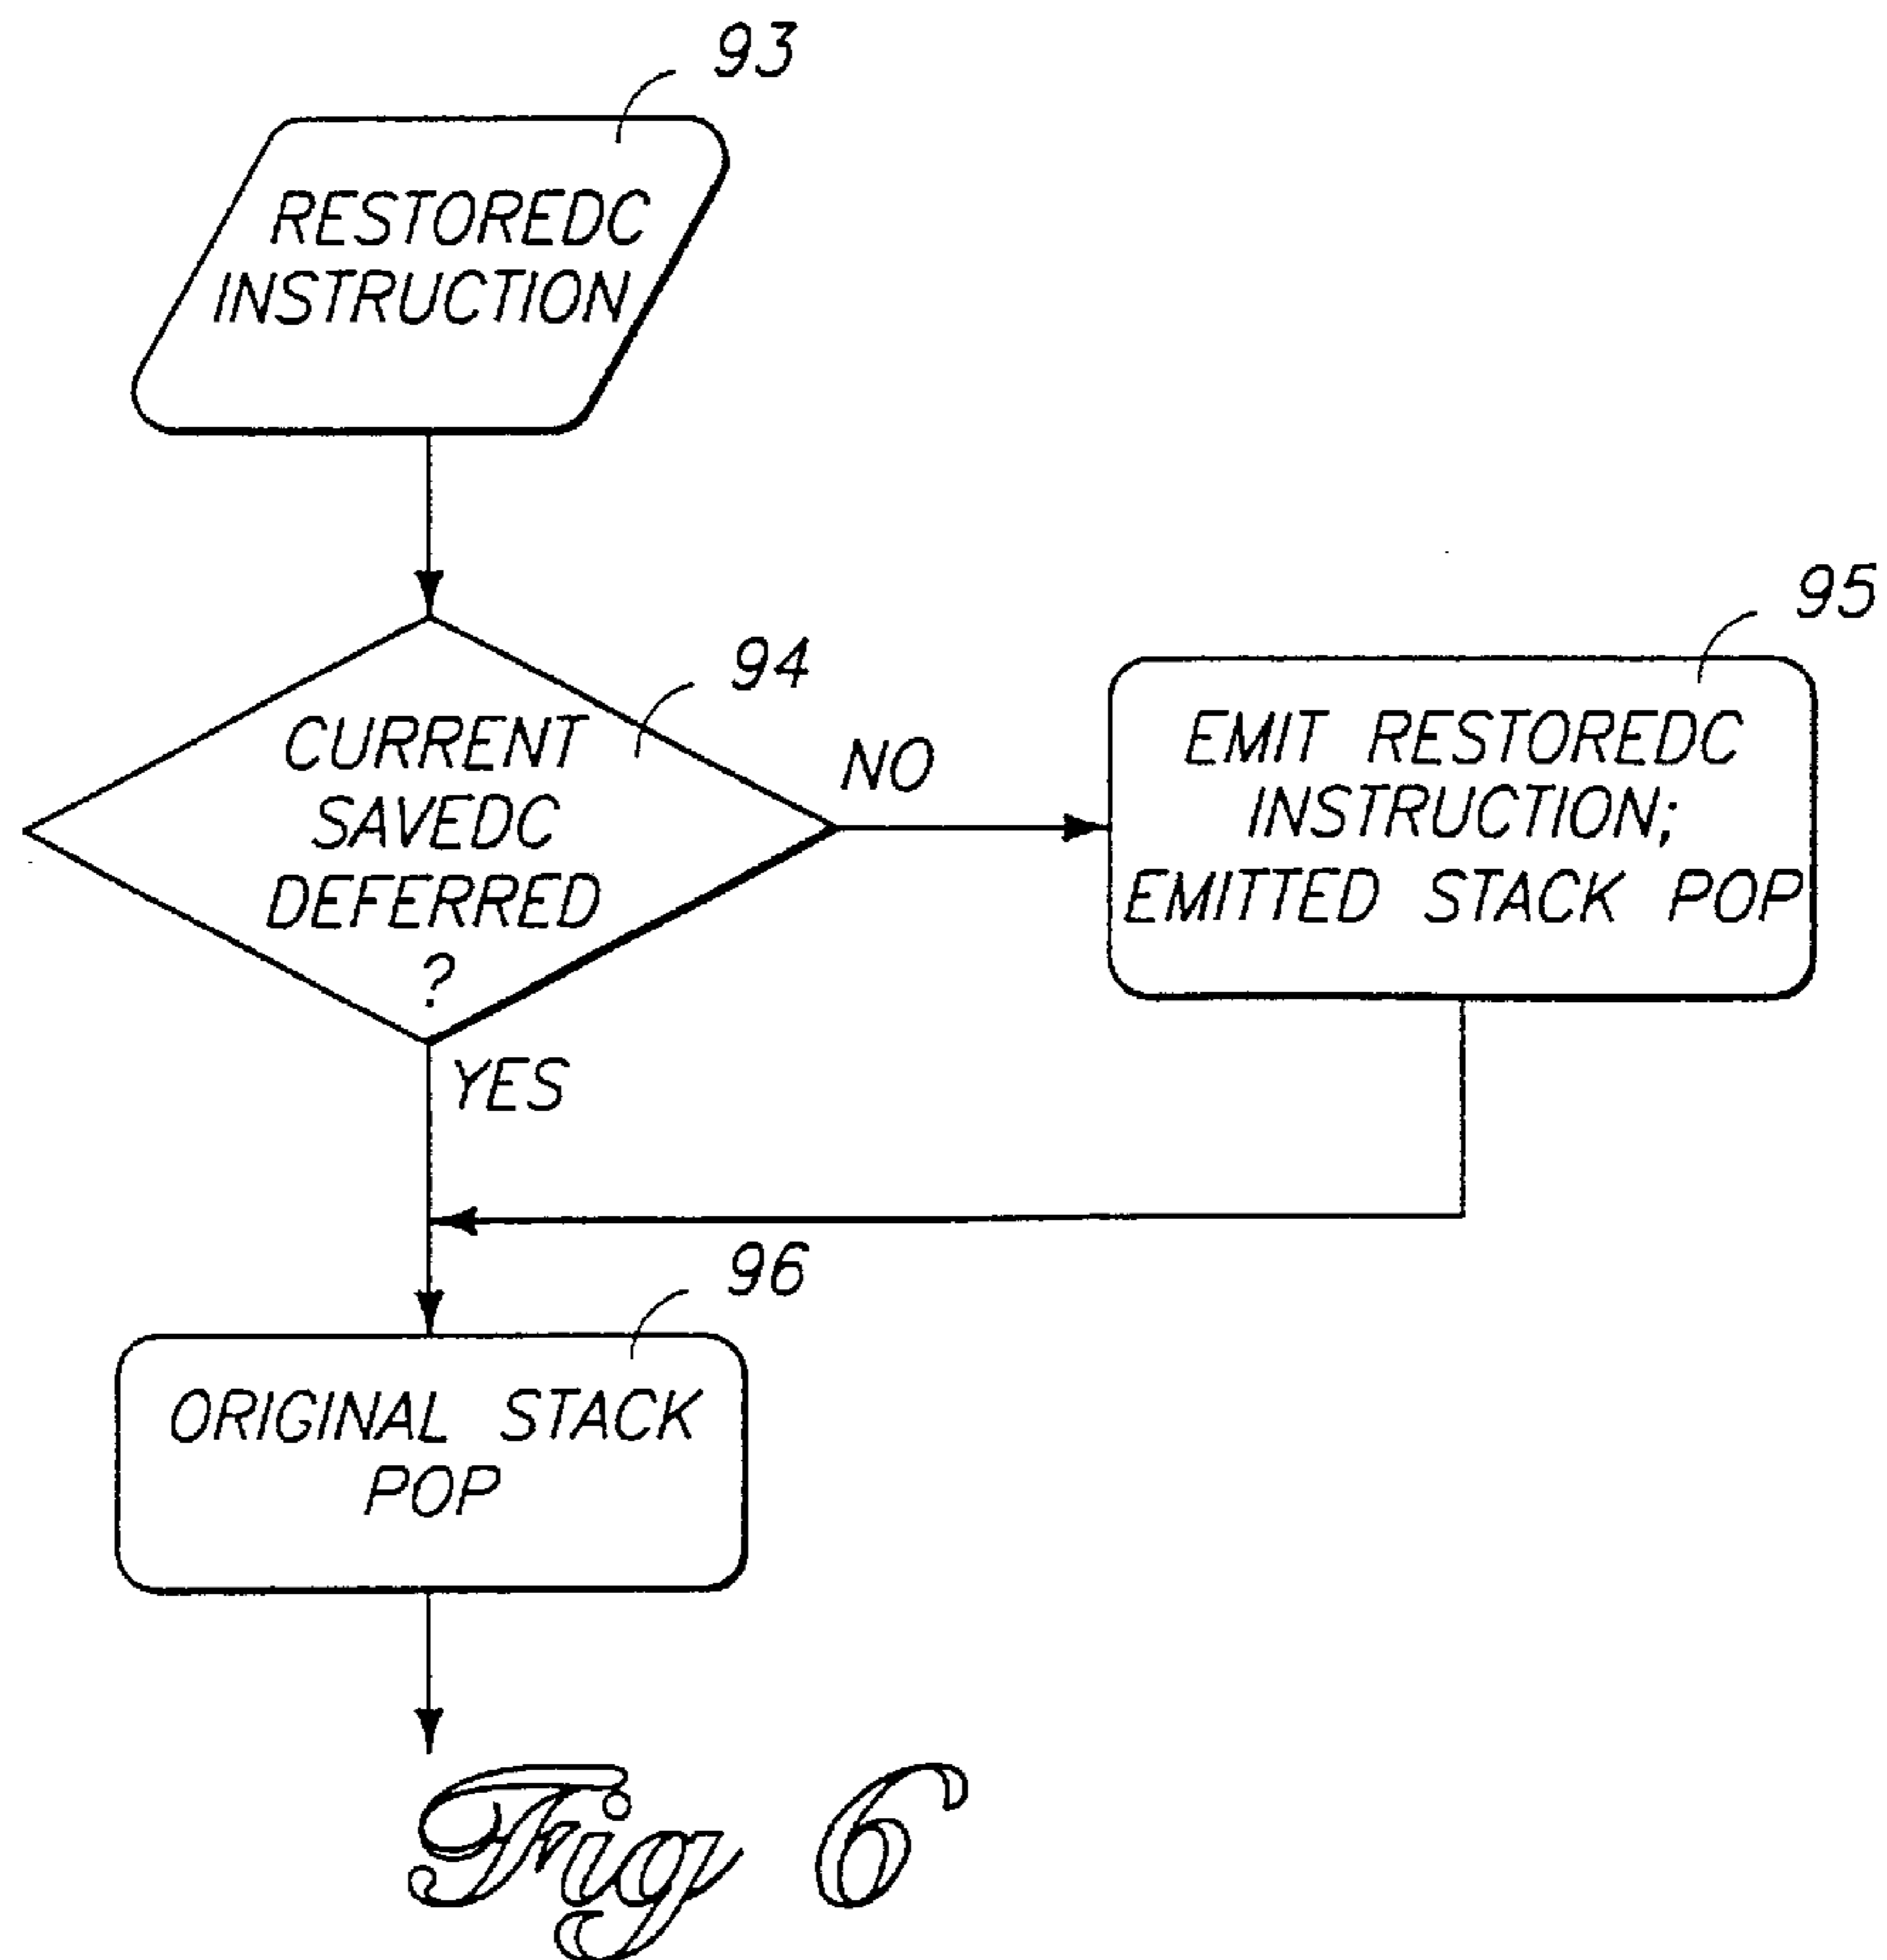 93
RESTOREDC
INSTRUCTION
94
CURRENT
SAVEDC
DEFERRED
?
NO
95
EMIT RESTOREDC
INSTRUCTION;
EMITTED STACK POP
YES
96
ORIGINAL STACK
POP
Fig 6